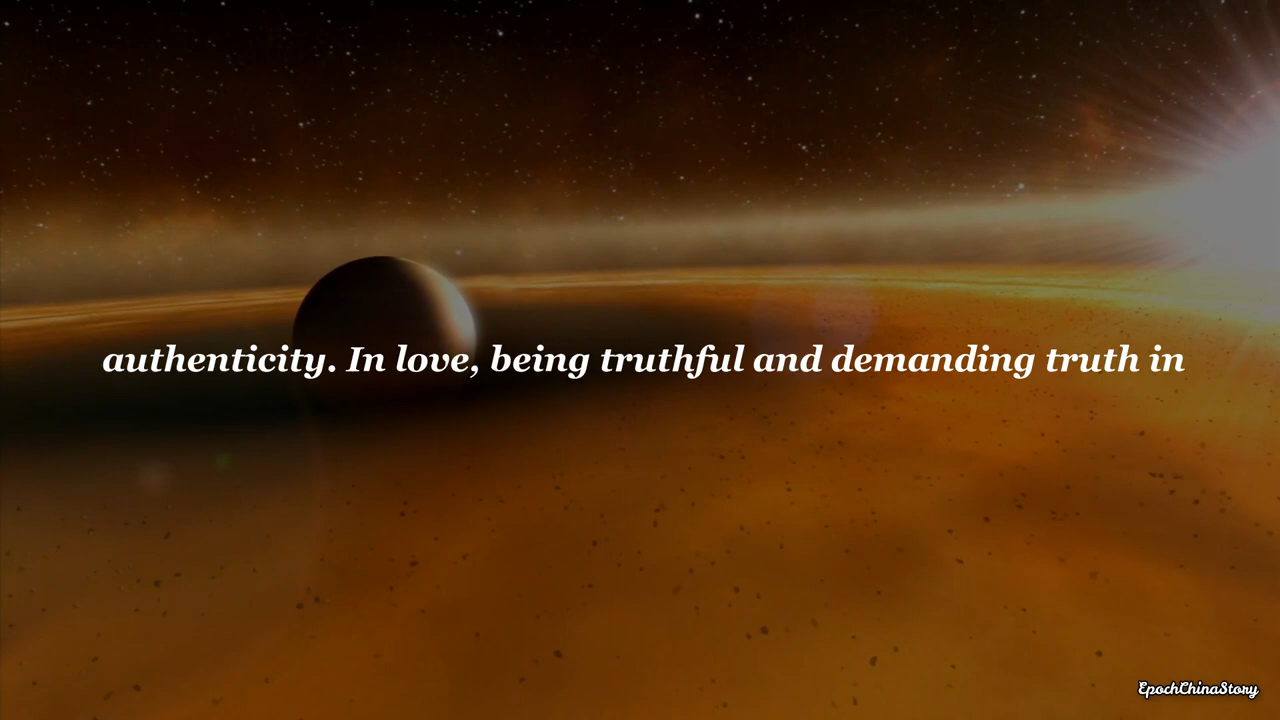 authenticity. In love, being truthful and demanding truth in
EpochChinaStory